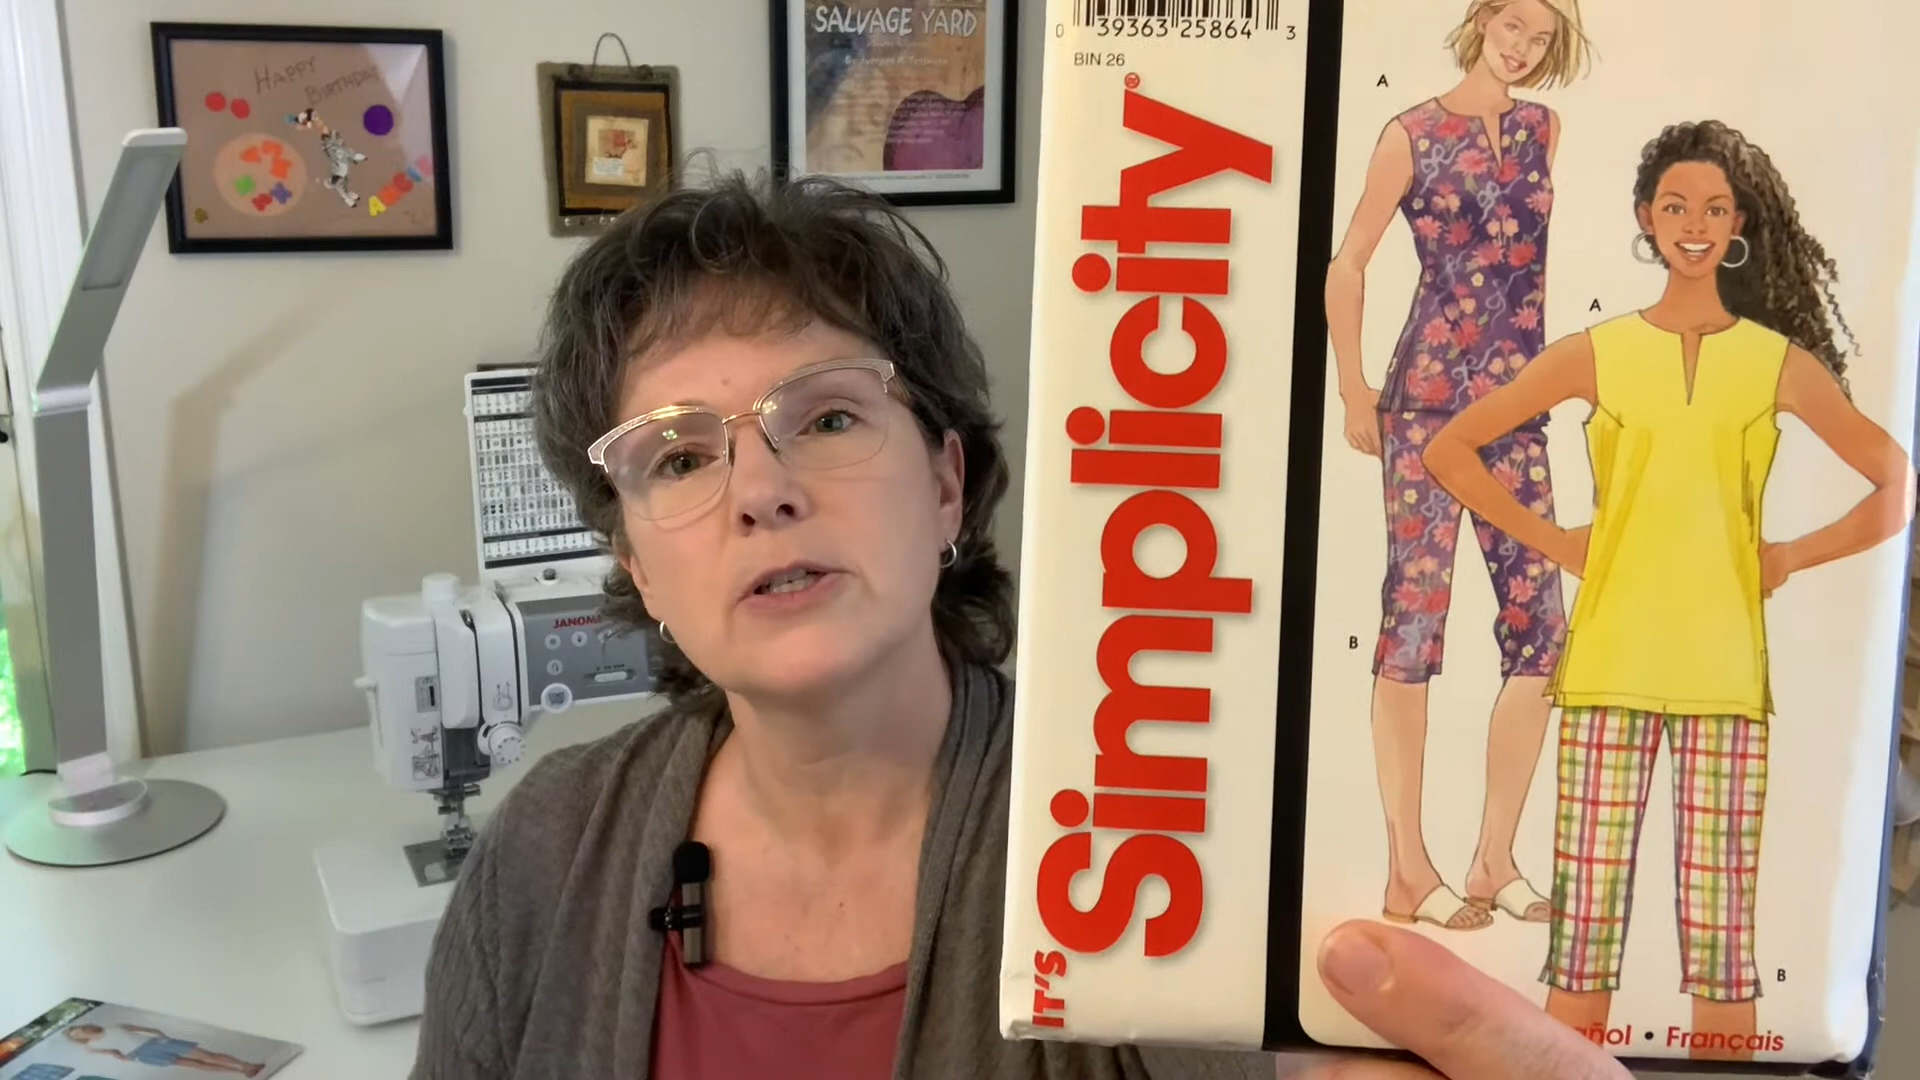 HAPPY
BIRTHDAY
SALVAGE YARD
JANOME
0 39363 25864 3
BIN 26
IT'S Simplicity®
A
A
B
B
Français